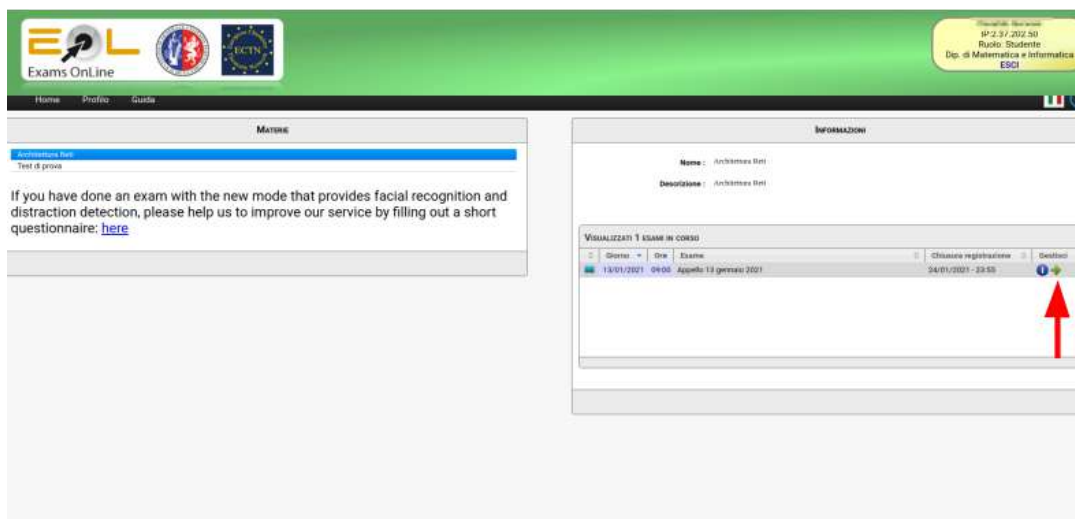 EOL
Exams OnLine
ECTN
IP:2.37.202.50
Ruolo: Studente
Dip. di Matematica e Informatica
ESCI
Home Profilo Guida
Materie
Architettura Reti
Test di prova
If you have done an exam with the new mode that provides facial recognition and
distraction detection, please help us to improve our service by filling out a short
questionnaire: here
Informazioni
Nome : Architettura Reti
Descrizione : Architettura Reti
Visualizzati 1 esami in corso
Giorno Ora Esame Chiusura registrazione Gestisci
13/01/2021 09:00 Appello 13 gennaio 2021 24/01/2021 - 23:55